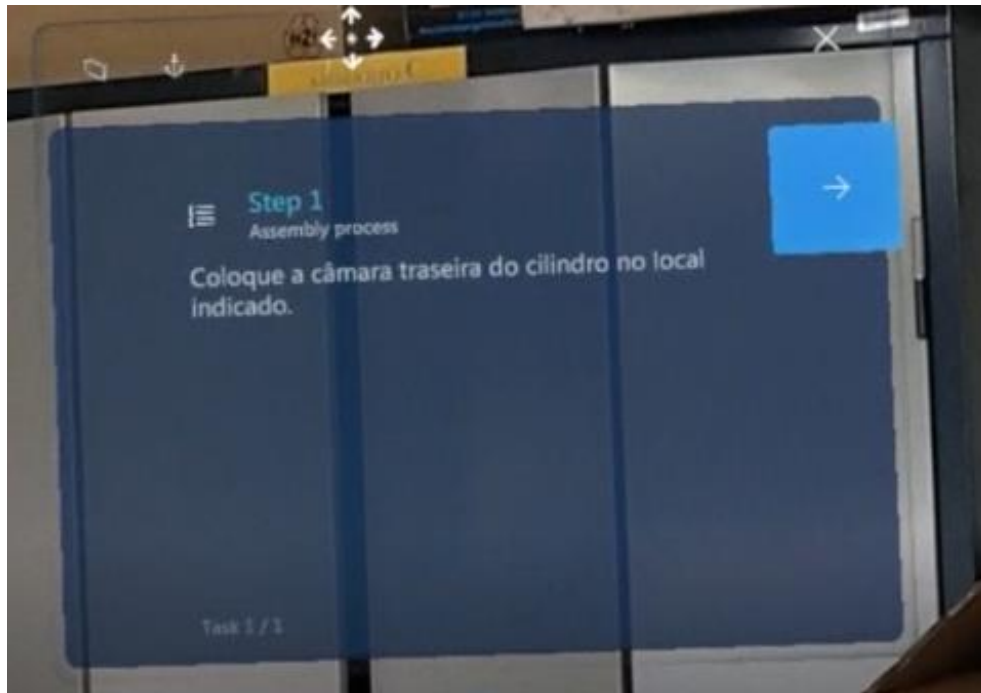 Step 1
Assembly process
Coloque a câmara traseira do cilindro no local
indicado.
Task 1 / 1